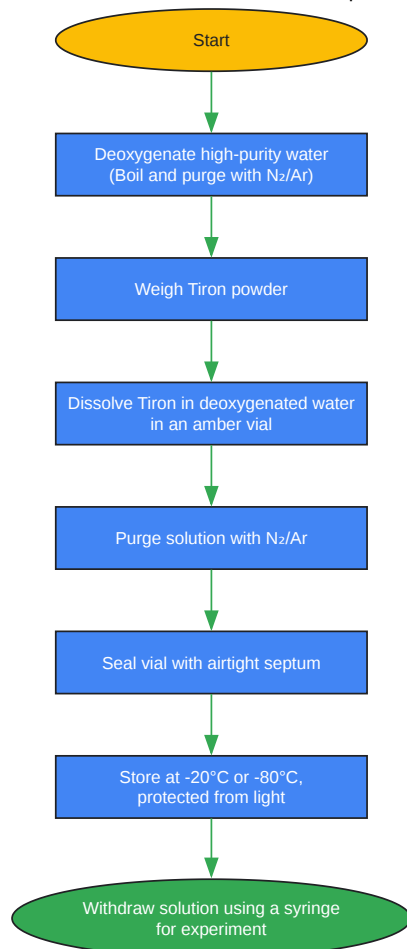 Start
Deoxygenate high-purity water
(Boil and purge with N₂/Ar)
Weigh Tiron powder
Dissolve Tiron in deoxygenated water
in an amber vial
Purge solution with N₂/Ar
Seal vial with airtight septum
Store at -20°C or -80°C,
protected from light
Withdraw solution using a syringe
for experiment